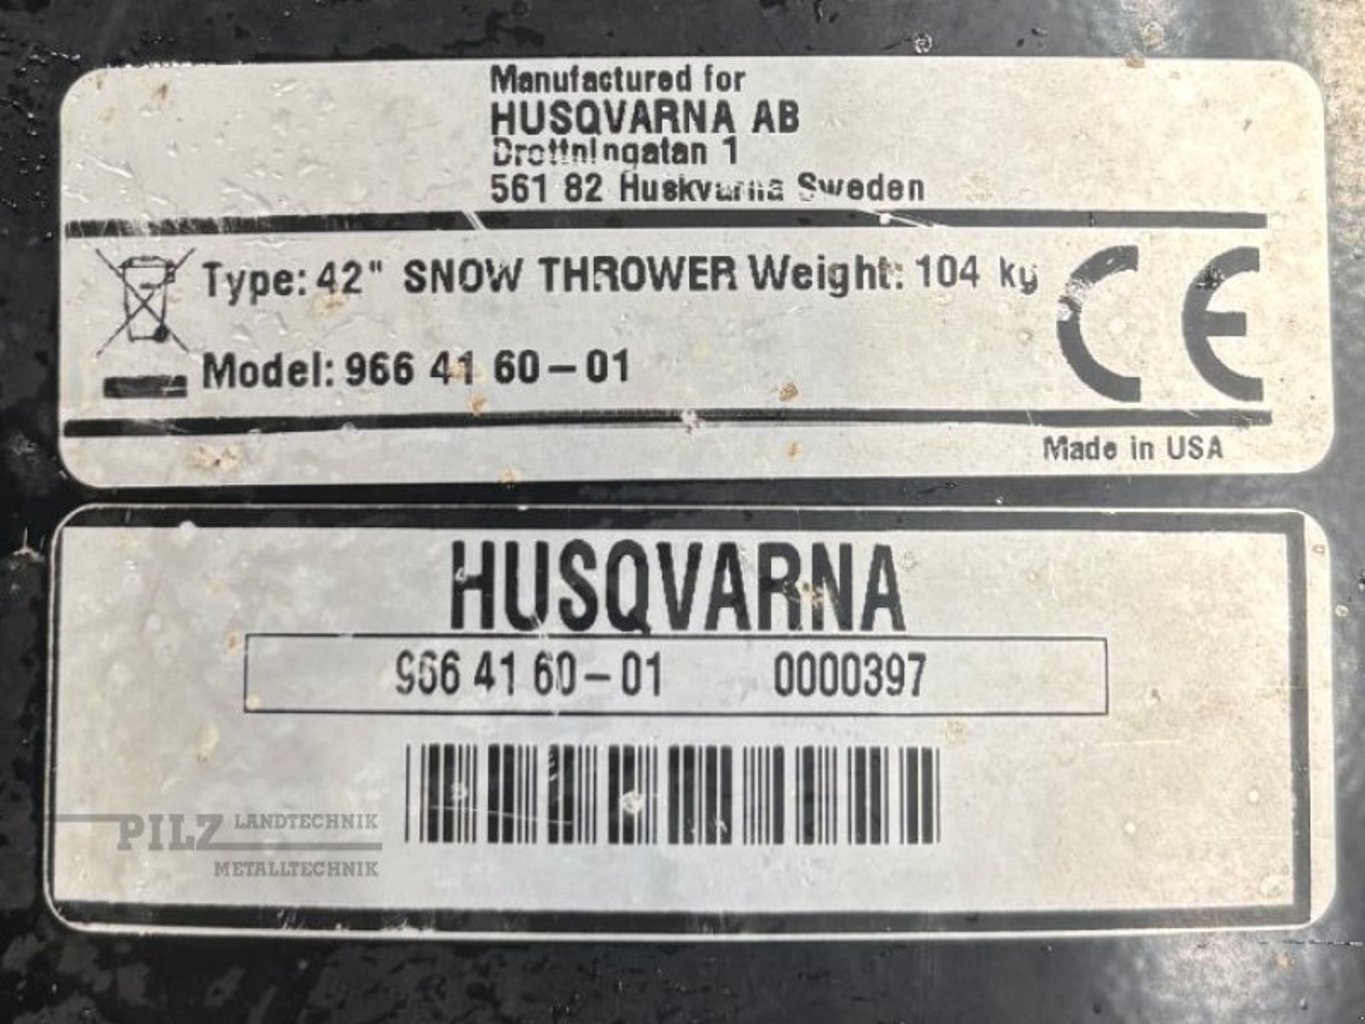 Manufactured for
HUSQVARNA AB
Drottningatan 1
561 82 Huskvarna Sweden
Type: 42" SNOW THROWER Weight: 104 kg
Model: 966 41 60-01
CE
Made in USA
HUSQVARNA
966 41 60-01 0000397
PILZ LANDTECHNIK
METALLTECHNIK